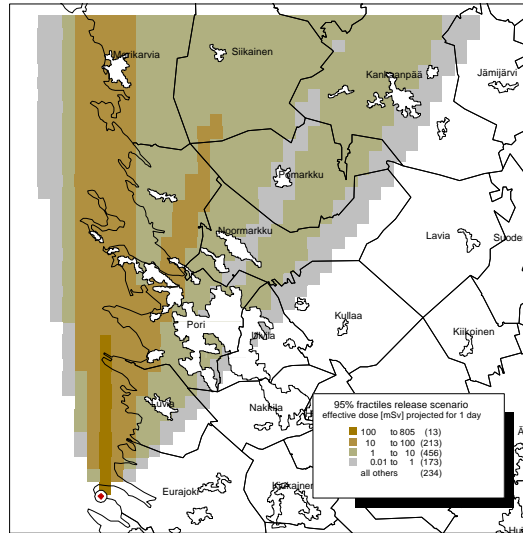 Merikarvia
Siikainen
Kankaanpää
Jämijärvi
Pomarkku
Noormarkku
Lavia
Suode
Pori
Ulvila
Kullaa
Kiikoinen
Luvia
Nakkila
Eurajoki
95% fractiles release scenario
effective dose [mSv] projected for 1 day
100 to 805 (13)
10 to 100 (213)
1 to 10 (456)
0.01 to 1 (173)
all others (234)